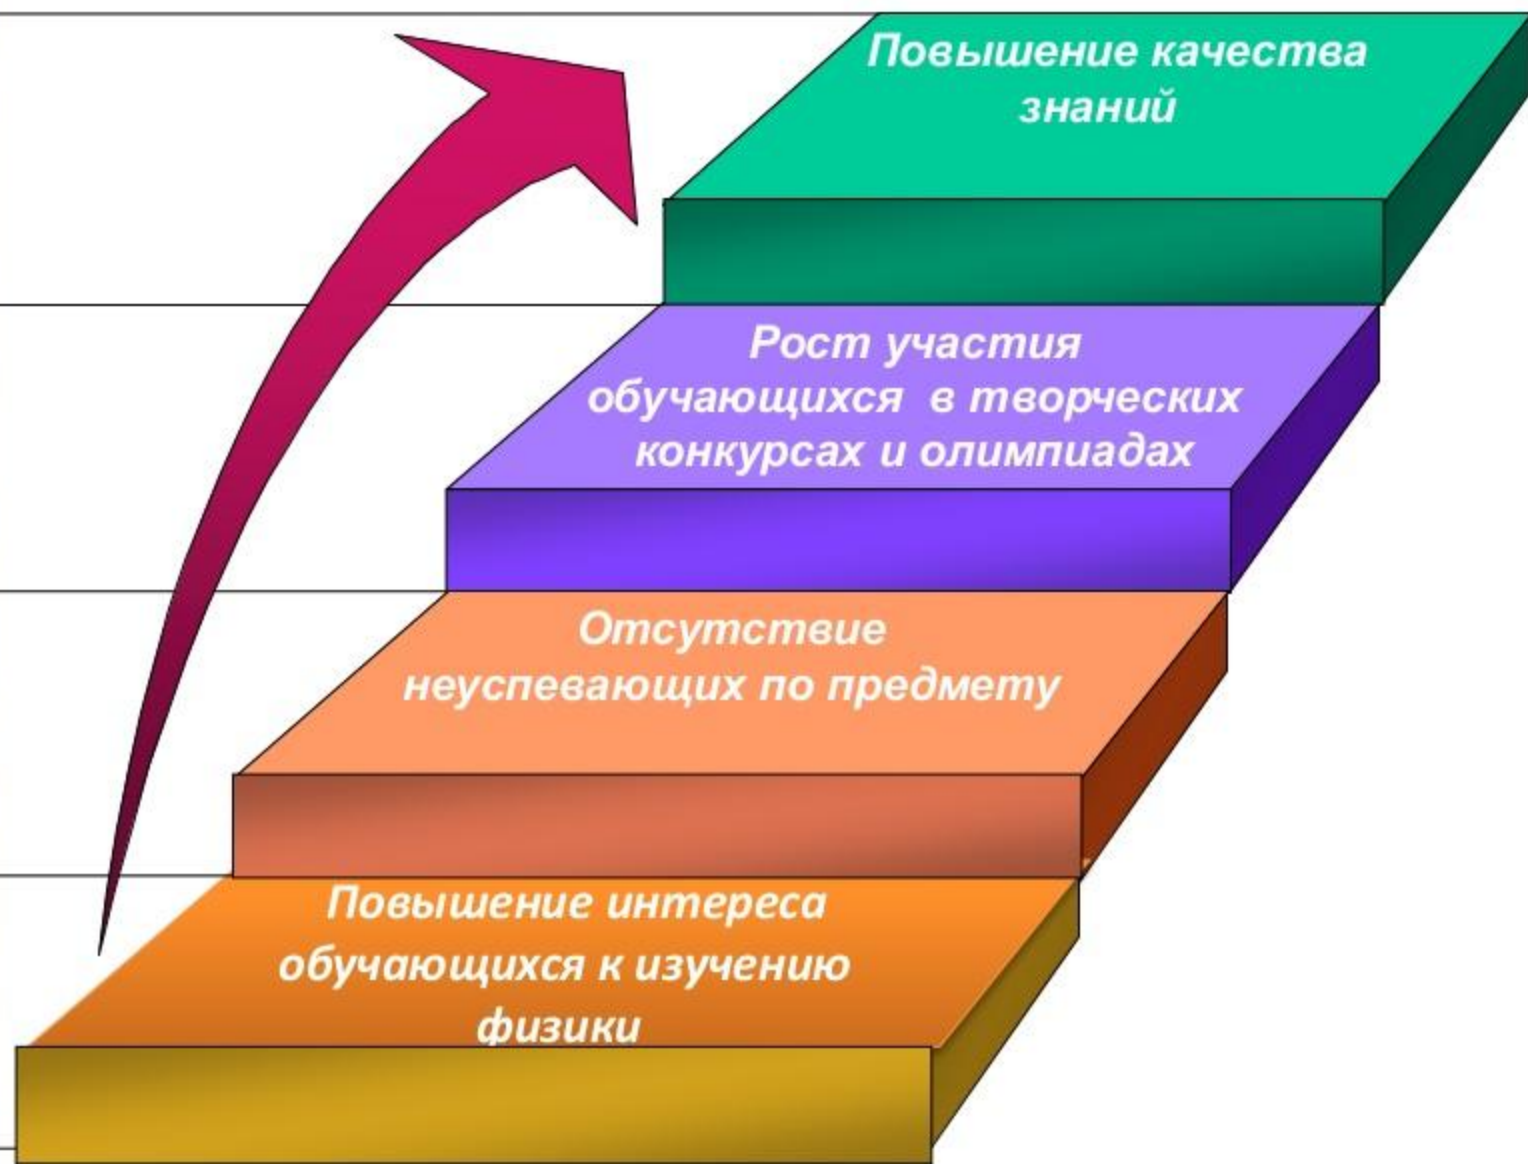 Повышение качества
знаний
Рост участия
обучающихся в творческих
конкурсах и олимпиадах
Отсутствие
неуспевающих по предмету
Повышение интереса
обучающихся к изучению
физики